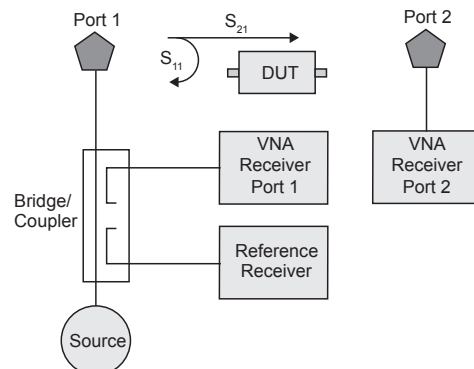 Port 1
Port 2
S21
S11
DUT
VNA
Receiver
Port 1
VNA
Receiver
Port 2
Bridge/
Coupler
Reference
Receiver
Source